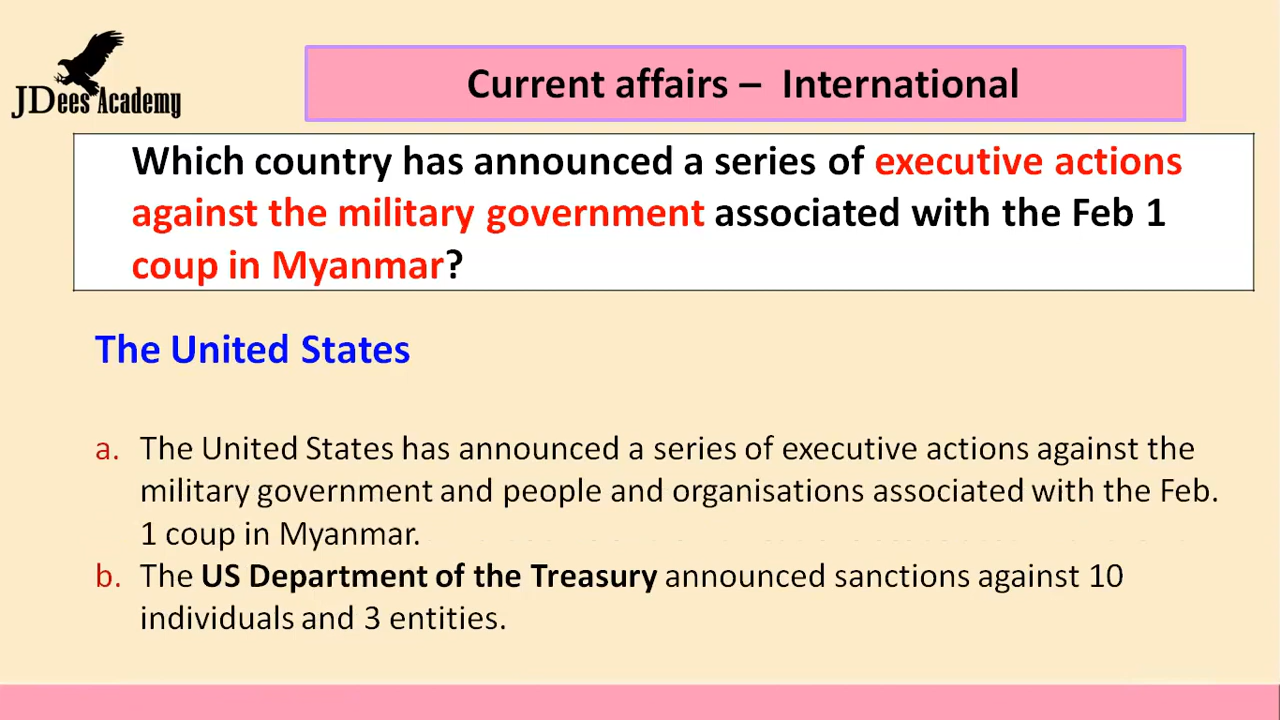 JDees Academy
Current affairs – International
Which country has announced a series of executive actions
against the military government associated with the Feb 1
coup in Myanmar?
The United States
a. The United States has announced a series of executive actions against the
military government and people and organisations associated with the Feb.
1 coup in Myanmar.
b. The US Department of the Treasury announced sanctions against 10
individuals and 3 entities.